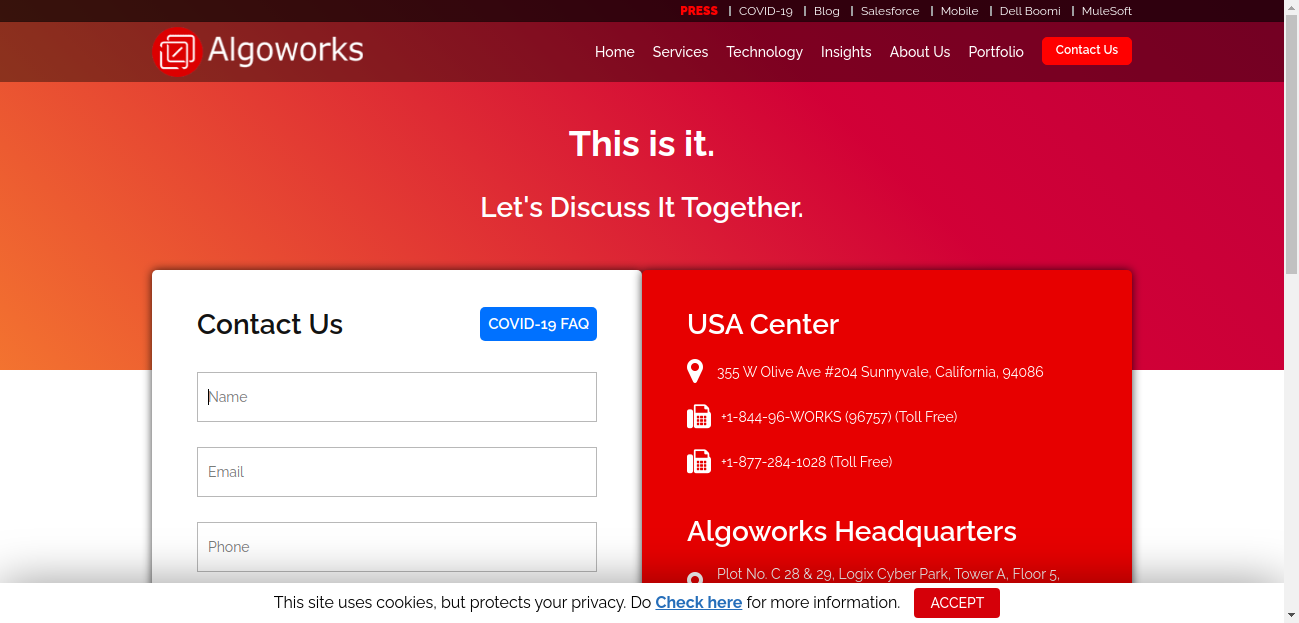 PRESS | COVID-19 | Blog | Salesforce | Mobile | Dell Boomi | MuleSoft
Algoworks
Home Services Technology Insights About Us Portfolio Contact Us
This is it.
Let's Discuss It Together.
Contact Us
COVID-19 FAQ
Name
Email
Phone
USA Center
355 W Olive Ave #204 Sunnyvale, California, 94086
+1-844-96-WORKS (96757) (Toll Free)
+1-877-284-1028 (Toll Free)
Algoworks Headquarters
Plot No. C 28 & 29, Logix Cyber Park, Tower A, Floor 5,
This site uses cookies, but protects your privacy. Do Check here for more information. ACCEPT